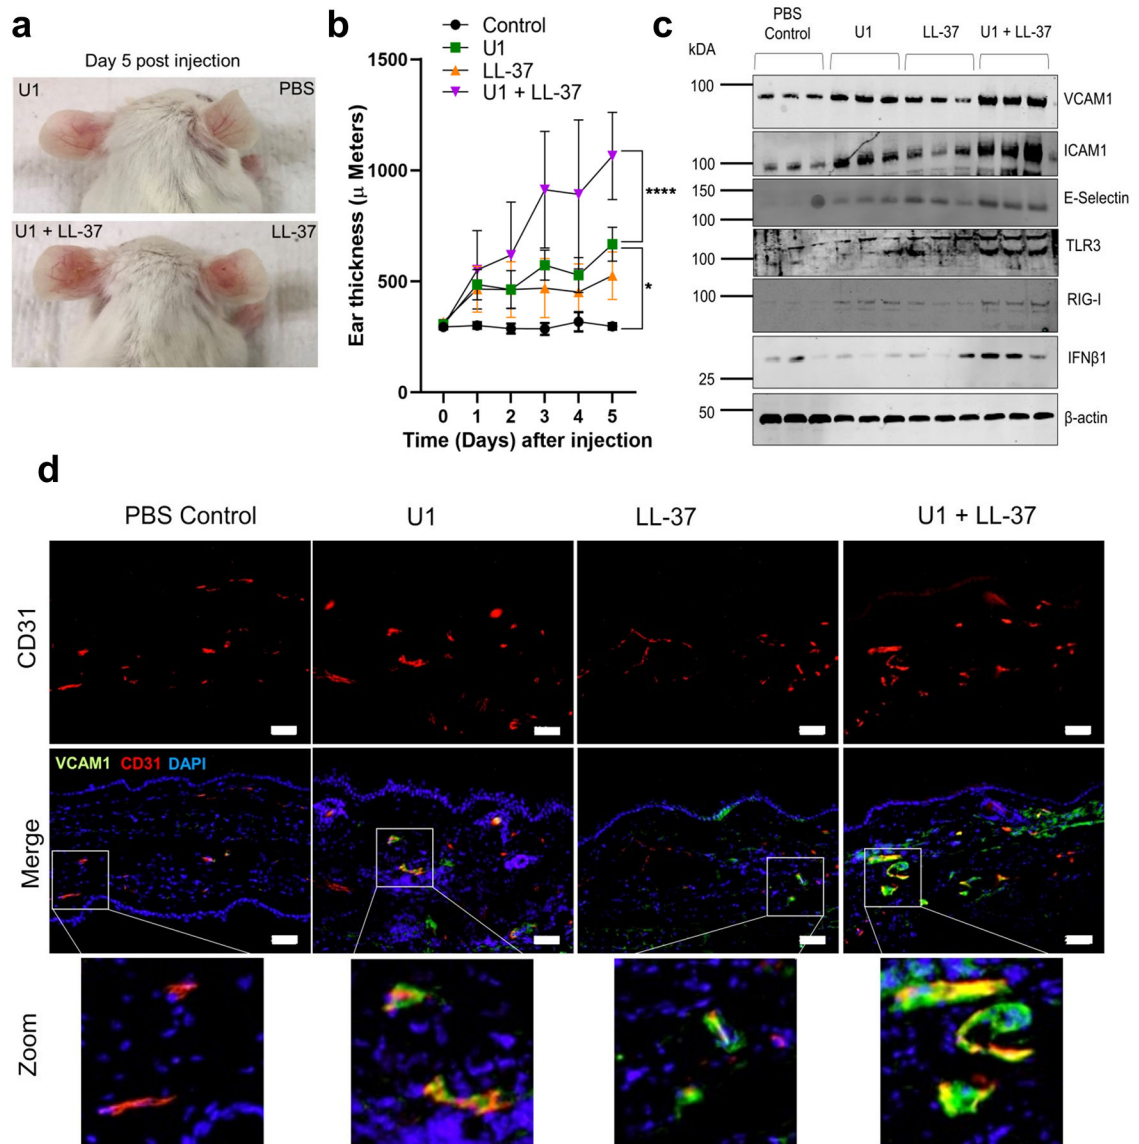 a
Day 5 post injection
U1
PBS
U1 + LL-37
LL-37
b
Control
U1
LL-37
U1 + LL-37
Ear thickness (μ Meters)
1500
1000
500
0
****
*
0 1 2 3 4 5
Time (Days) after injection
c
kDA
PBS Control
U1
LL-37
U1 + LL-37
100
VCAM1
100
ICAM1
150
100
E-Selectin
100
TLR3
100
RIG-I
25
IFNβ1
50
β-actin
d
PBS Control
U1
LL-37
U1 + LL-37
CD31
Merge
VCAM1 CD31 DAPI
Zoom